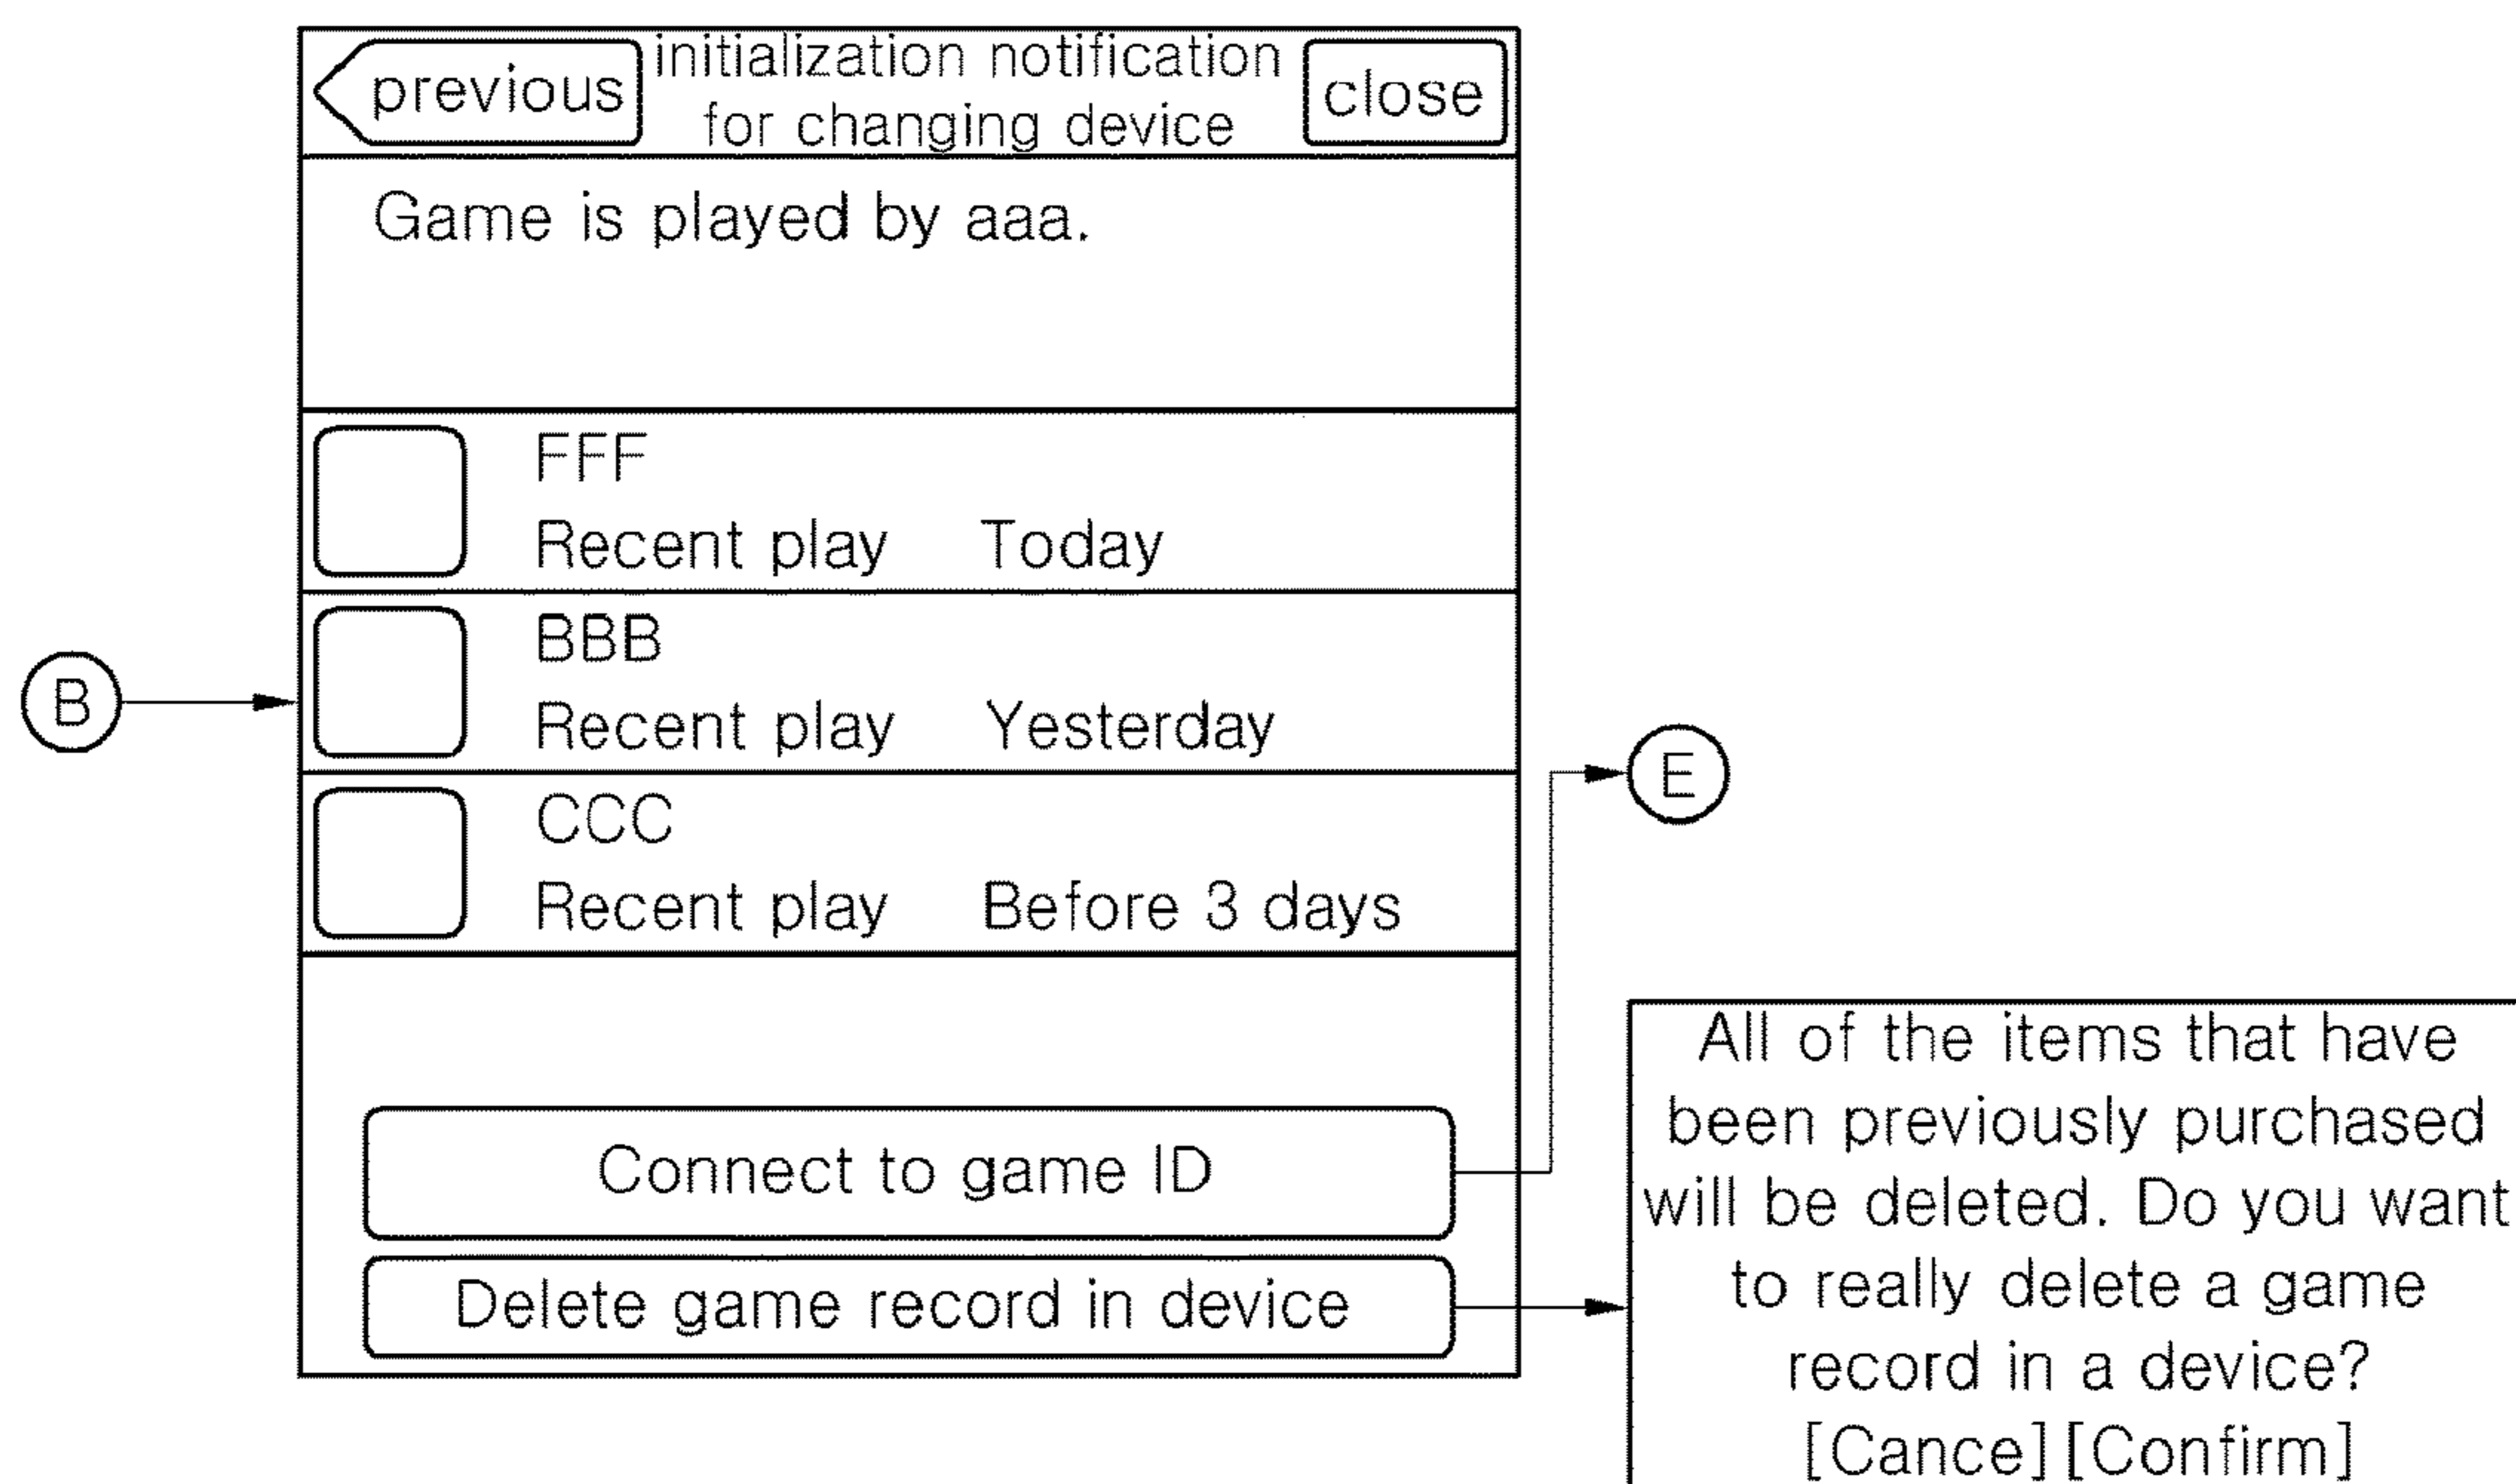 previous
initialization notification
for changing device
close
Game is played by aaa.
FFF
Recent play Today
B
BBB
Recent play Yesterday
CCC
Recent play Before 3 days
E
Connect to game ID
Delete game record in device
All of the items that have
been previously purchased
will be deleted. Do you want
to really delete a game
record in a device?
[Cance] [Confirm]